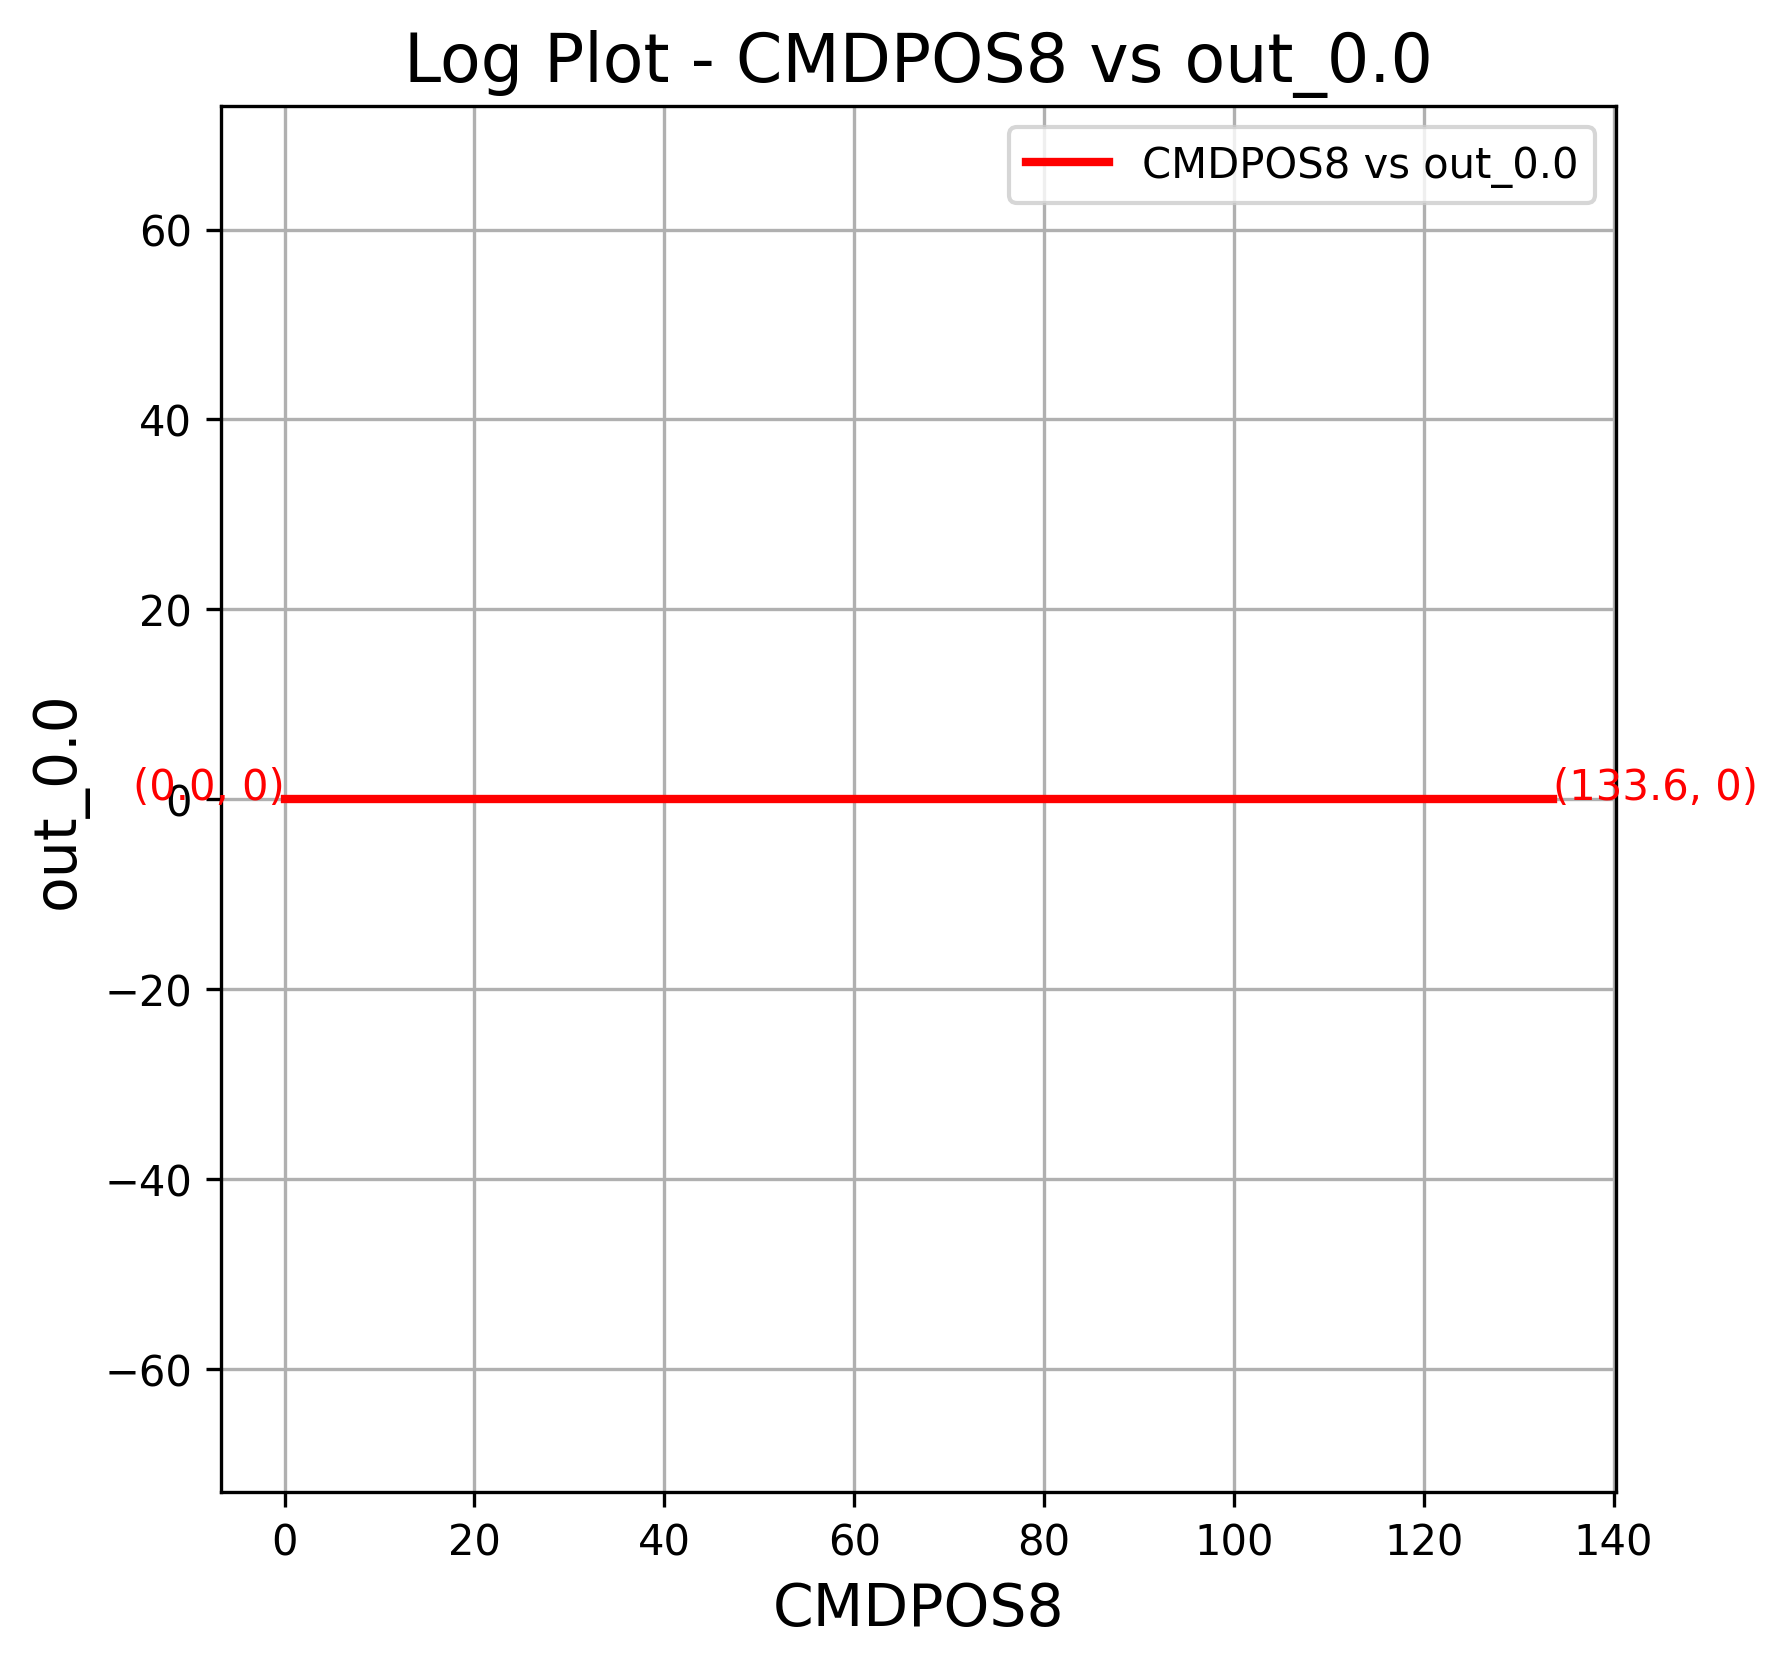 Log Plot - CMDPOS8 vs out_0.0
CMDPOS8 vs out_0.0
60
40
20
0
−20
−40
−60
out_0.0
(0.0, 0)
(133.6, 0)
0 20 40 60 80 100 120 140
CMDPOS8